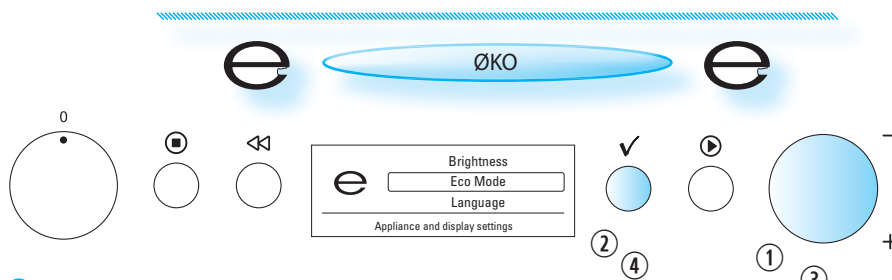 ØKO
0
Brightness
Eco Mode
Language
Appliance and display settings
−
+
②
④
①
③